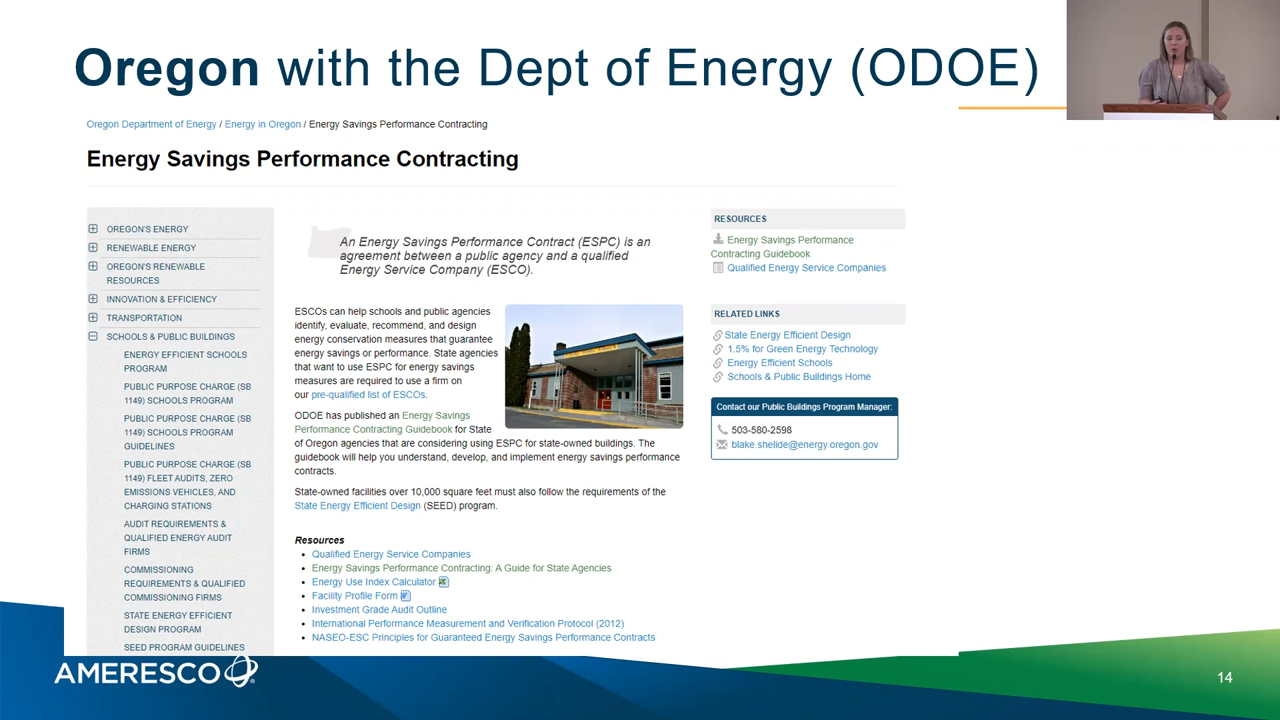 Oregon with the Dept of Energy (ODOE)
Oregon Department of Energy / Energy in Oregon / Energy Savings Performance Contracting
Energy Savings Performance Contracting
OREGON'S ENERGY
RENEWABLE ENERGY
OREGON'S RENEWABLE
RESOURCES
INNOVATION & EFFICIENCY
TRANSPORTATION
SCHOOLS & PUBLIC BUILDINGS
ENERGY EFFICIENT SCHOOLS
PROGRAM
PUBLIC PURPOSE CHARGE (SB
1149) SCHOOLS PROGRAM
PUBLIC PURPOSE CHARGE (SB
1149) SCHOOLS PROGRAM
GUIDELINES
PUBLIC PURPOSE CHARGE (SB
1149) FLEET AUDITS, ZERO
EMISSIONS VEHICLES, AND
CHARGING STATIONS
AUDIT REQUIREMENTS &
QUALIFIED ENERGY AUDIT
FIRMS
COMMISSIONING
REQUIREMENTS & QUALIFIED
COMMISSIONING FIRMS
STATE ENERGY EFFICIENT
DESIGN PROGRAM
SEED PROGRAM GUIDELINES
An Energy Savings Performance Contract (ESPC) is an
agreement between a public agency and a qualified
Energy Service Company (ESCO).
ESCOs can help schools and public agencies
identify, evaluate, recommend, and design
energy conservation measures that guarantee
energy savings or performance. State agencies
that want to use ESPC for energy savings
measures are required to use a firm on
our pre-qualified list of ESCOs.
ODOE has published an Energy Savings
Performance Contracting Guidebook for State
of Oregon agencies that are considering using ESPC for state-owned buildings. The
guidebook will help you understand, develop, and implement energy savings performance
contracts.
State-owned facilities over 10,000 square feet must also follow the requirements of the
State Energy Efficient Design (SEED) program.
Resources
Qualified Energy Service Companies
Energy Savings Performance Contracting: A Guide for State Agencies
Energy Use Index Calculator
Facility Profile Form
Investment Grade Audit Outline
International Performance Measurement and Verification Protocol (2012)
NASEO-ESC Principles for Guaranteed Energy Savings Performance Contracts
RESOURCES
Energy Savings Performance
Contracting Guidebook
Qualified Energy Service Companies
RELATED LINKS
State Energy Efficient Design
1.5% for Green Energy Technology
Energy Efficient Schools
Schools & Public Buildings Home
Contact our Public Buildings Program Manager:
503-580-2598
blake.shelide@energy.oregon.gov
AMERESCO
14